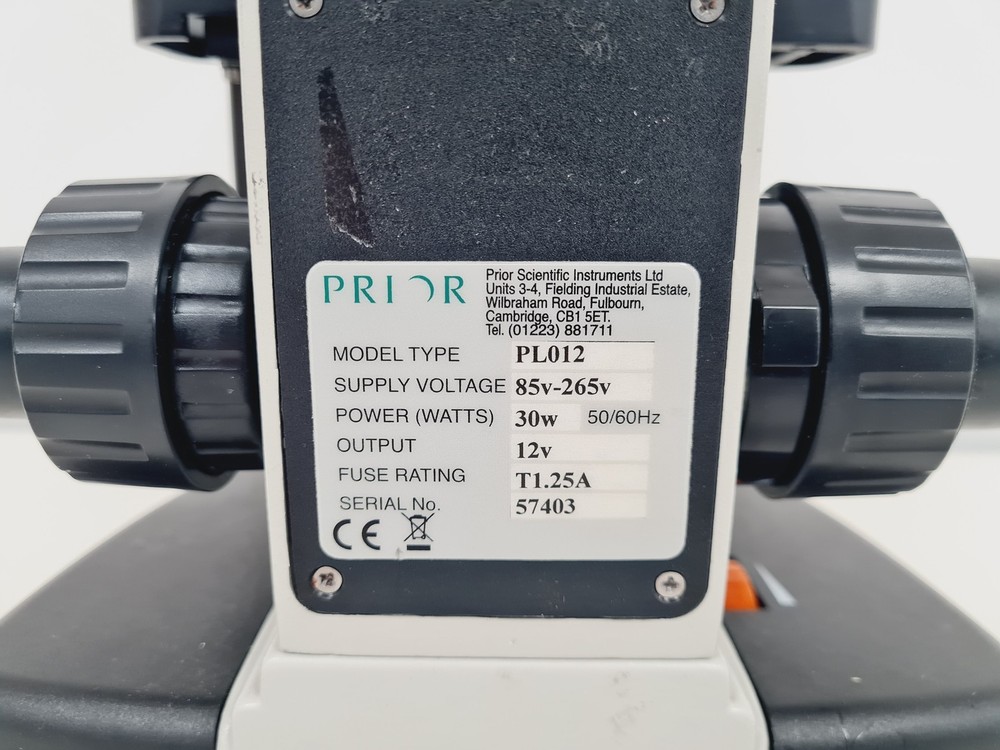 PRIOR
Prior Scientific Instruments Ltd
Units 3-4, Fielding Industrial Estate,
Wilbraham Road, Fulbourn,
Cambridge, CB1 5ET.
Tel. (01223) 881711
MODEL TYPE PL012
SUPPLY VOLTAGE 85v-265v
POWER (WATTS) 30w 50/60Hz
OUTPUT 12v
FUSE RATING T1.25A
SERIAL No. 57403
CE